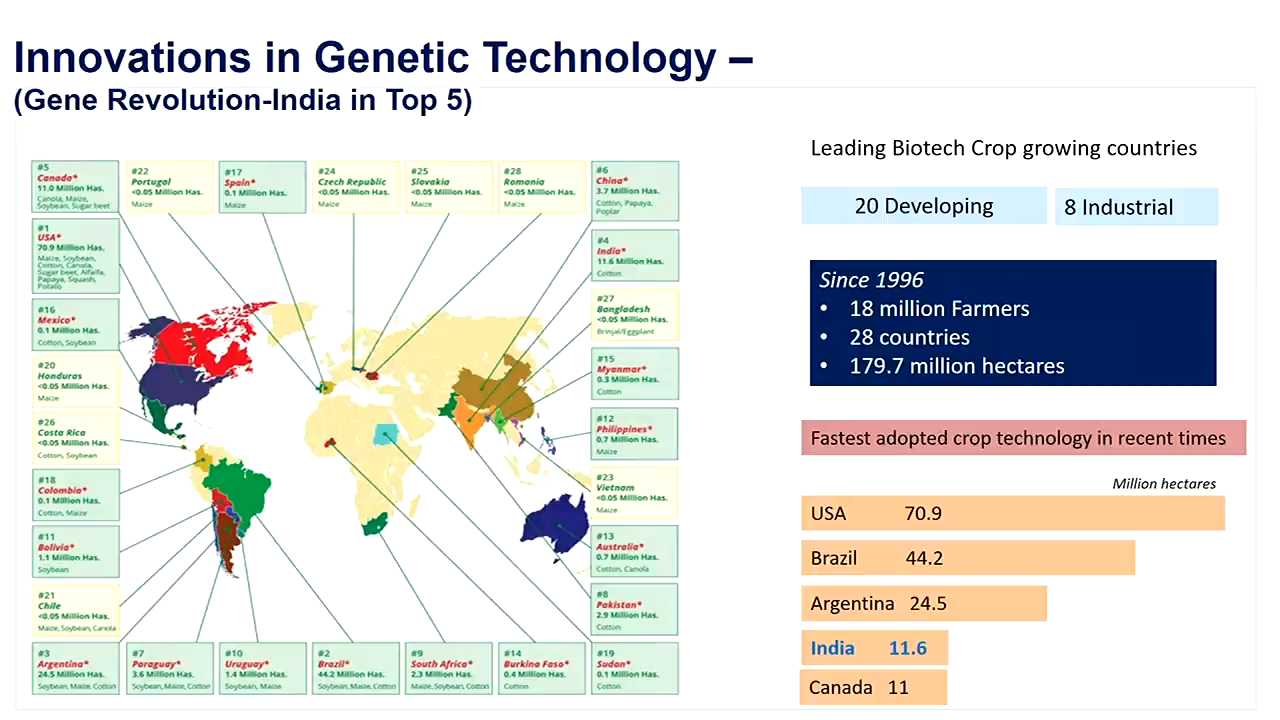 Innovations in Genetic Technology –
(Gene Revolution-India in Top 5)
#5
Canada*
11.0 Million Has.
Canola, Maize,
Soybean, Sugar beet
#22
Portugal
<0.05 Million Has.
Maize
#17
Spain*
0.1 Million Has.
Maize
#24
Czech Republic
<0.05 Million Has.
Maize
#25
Slovakia
<0.05 Million Has.
Maize
#28
Romania
<0.05 Million Has.
Maize
#6
China*
3.7 Million Has.
Cotton, Papaya,
Poplar
#1
USA*
70.9 Million Has.
Maize, Soybean,
Cotton, Canola,
Sugar beet, Alfalfa,
Papaya, Squash,
Potato
#16
Mexico*
0.1 Million Has.
Cotton, Soybean
#20
Honduras
<0.05 Million Has.
Maize
#26
Costa Rica
<0.05 Million Has.
Cotton, Soybean
#18
Colombia*
0.1 Million Has.
Cotton, Maize
#11
Bolivia*
1.1 Million Has.
Soybean
#21
Chile
<0.05 Million Has.
Maize, Soybean, Canola
#4
India*
11.6 Million Has.
Cotton
#27
Bangladesh
<0.05 Million Has.
Brinjal/Eggplant
#15
Myanmar*
0.3 Million Has.
Cotton
#12
Philippines*
0.7 Million Has.
Maize
#23
Vietnam
<0.05 Million Has.
Maize
#13
Australia*
0.7 Million Has.
Cotton, Canola
#8
Pakistan*
2.9 Million Has.
Cotton
#3
Argentina*
24.5 Million Has.
Soybean, Maize, Cotton
#7
Paraguay*
3.6 Million Has.
Soybean, Maize, Cotton
#10
Uruguay*
1.4 Million Has.
Soybean, Maize
#2
Brazil*
44.2 Million Has.
Soybean, Maize, Cotton
#9
South Africa*
2.3 Million Has.
Maize, Soybean, Cotton
#14
Burkina Faso*
0.4 Million Has.
Cotton
#19
Sudan*
0.1 Million Has.
Cotton
Leading Biotech Crop growing countries
20 Developing
8 Industrial
Since 1996
• 18 million Farmers
• 28 countries
• 179.7 million hectares
Fastest adopted crop technology in recent times
Million hectares
USA 70.9
Brazil 44.2
Argentina 24.5
India 11.6
Canada 11